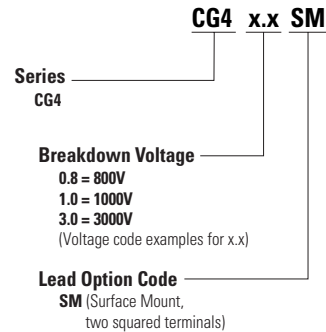 CG4 x.x SM
Series
CG4
Breakdown Voltage
0.8 = 800V
1.0 = 1000V
3.0 = 3000V
(Voltage code examples for x.x)
Lead Option Code
SM (Surface Mount,
two squared terminals)